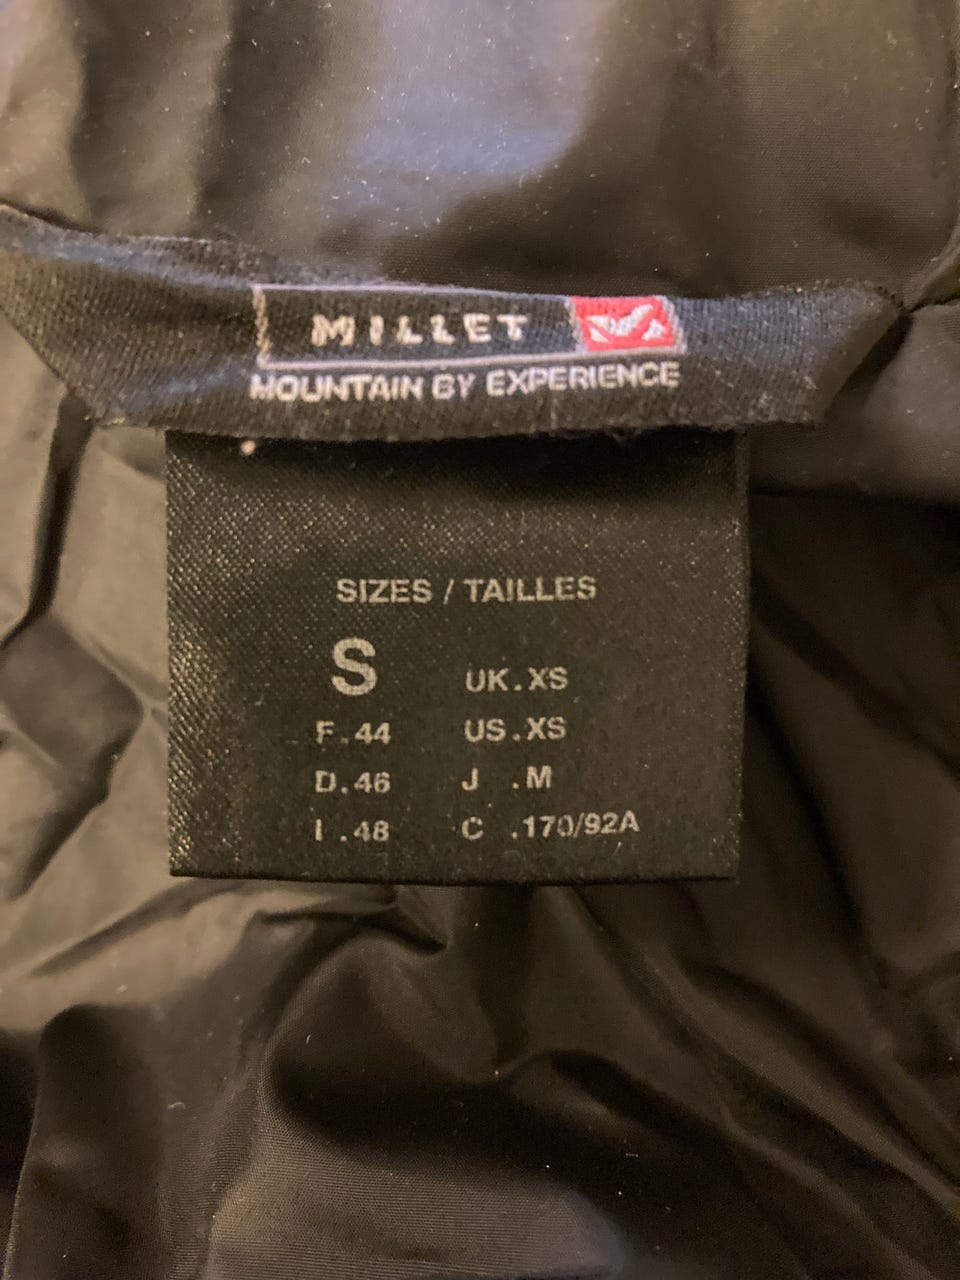 MILLET
MOUNTAIN BY EXPERIENCE
SIZES / TAILLES
S UK.XS
F.44 US.XS
D.46 J .M
I .48 C .170/92A